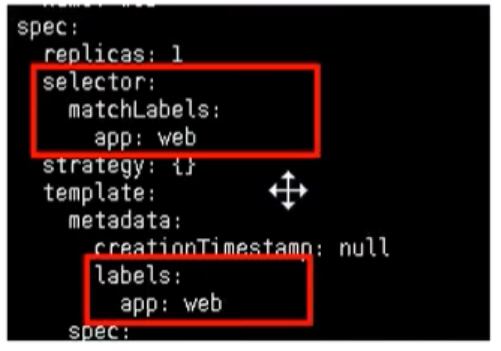 spec:
replicas: 1
selector:
matchLabels:
app: web
strategy: {}
template:
metadata:
creationTimestamp: null
labels:
app: web
spec: